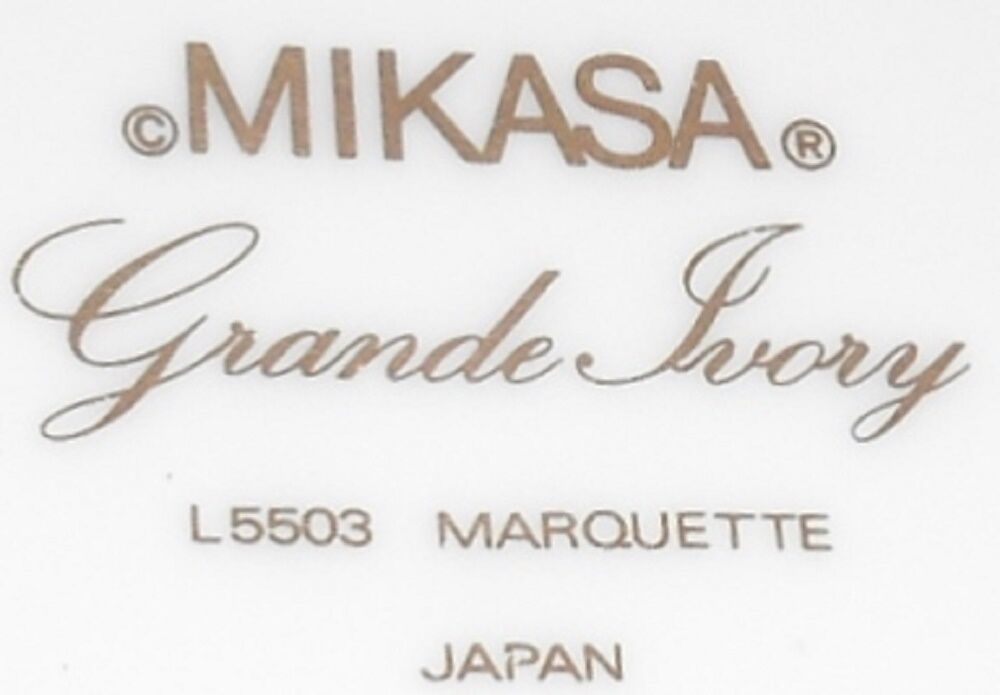 ©MIKASA®
Grande Ivory
L5503 MARQUETTE
JAPAN